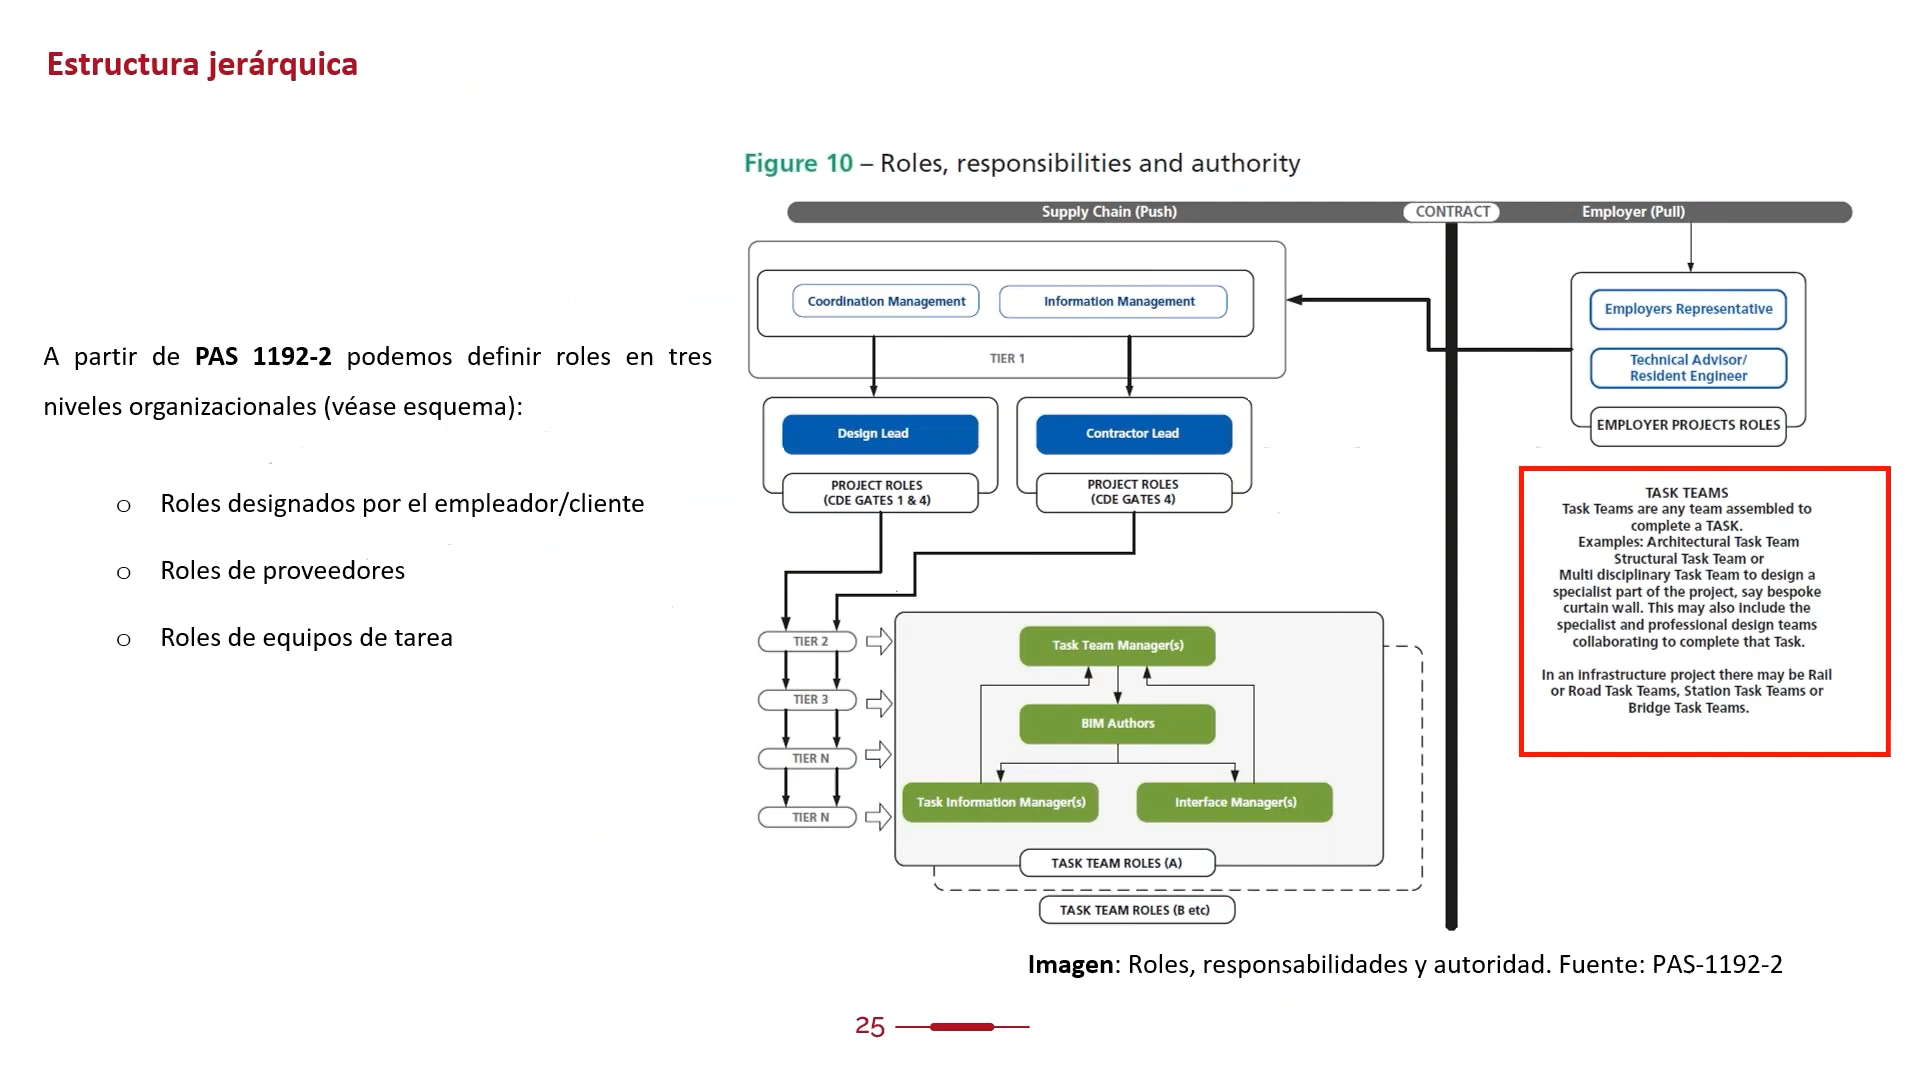 Estructura jerárquica
A partir de PAS 1192-2 podemos definir roles en tres
niveles organizacionales (véase esquema):
o Roles designados por el empleador/cliente
o Roles de proveedores
o Roles de equipos de tarea
Figure 10 – Roles, responsibilities and authority
Supply Chain (Push)
CONTRACT
Employer (Pull)
Coordination Management
Information Management
TIER 1
Employers Representative
Technical Advisor/
Resident Engineer
EMPLOYER PROJECTS ROLES
Design Lead
PROJECT ROLES
(CDE GATES 1 & 4)
Contractor Lead
PROJECT ROLES
(CDE GATES 4)
TASK TEAMS
Task Teams are any team assembled to
complete a TASK.
Examples: Architectural Task Team
Structural Task Team or
Multi disciplinary Task Team to design a
specialist part of the project, say bespoke
curtain wall. This may also include the
specialist and professional design teams
collaborating to complete that Task.
In an infrastructure project there may be Rail
or Road Task Teams, Station Task Teams or
Bridge Task Teams.
TIER 2
TIER 3
TIER N
TIER N
Task Team Manager(s)
BIM Authors
Task Information Manager(s)
Interface Manager(s)
TASK TEAM ROLES (A)
TASK TEAM ROLES (B etc)
Imagen: Roles, responsabilidades y autoridad. Fuente: PAS-1192-2
25